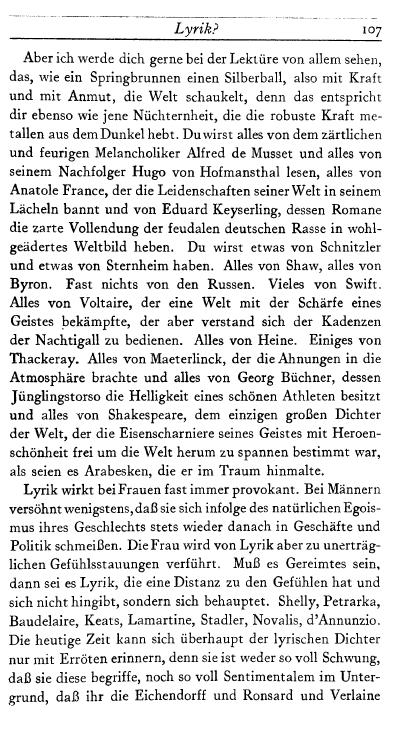 Lyrik? 107
Aber ich werde dich gerne bei der Lektüre von allem sehen,
das, wie ein Springbrunnen einen Silberball, also mit Kraft
und mit Anmut, die Welt schaukelt, denn das entspricht
dir ebenso wie jene Nüchternheit, die die robuste Kraft me-
tallen aus dem Dunkel hebt. Du wirst alles von dem zärtlichen
und feurigen Melancholiker Alfred de Musset und alles von
seinem Nachfolger Hugo von Hofmansthal lesen, alles von
Anatole France, der die Leidenschaften seiner Welt in seinem
Lächeln bannt und von Eduard Keyserling, dessen Romane
die zarte Vollendung der feudalen deutschen Rasse in wohl-
geädertes Weltbild heben. Du wirst etwas von Schnitzler
und etwas von Sternheim haben. Alles von Shaw, alles von
Byron. Fast nichts von den Russen. Vieles von Swift.
Alles von Voltaire, der eine Welt mit der Schärfe eines
Geistes bekämpfte, der aber verstand sich der Kadenzen
der Nachtigall zu bedienen. Alles von Heine. Einiges von
Thackeray. Alles von Maeterlinck, der die Ahnungen in die
Atmosphäre brachte und alles von Georg Büchner, dessen
Jünglingstorso die Helligkeit eines schönen Athleten besitzt
und alles von Shakespeare, dem einzigen großen Dichter
der Welt, der die Eisenscharniere seines Geistes mit Heroen-
schönheit frei um die Welt herum zu spannen bestimmt war,
als seien es Arabesken, die er im Traum hinmalte.
Lyrik wirkt bei Frauen fast immer provokant. Bei Männern
versöhnt wenigstens, daß sie sich infolge des natürlichen Egois-
mus ihres Geschlechts stets wieder danach in Geschäfte und
Politik schmeißen. Die Frau wird von Lyrik aber zu unerträg-
lichen Gefühlsstauungen verführt. Muß es Gereimtes sein,
dann sei es Lyrik, die eine Distanz zu den Gefühlen hat und
sich nicht hingibt, sondern sich behauptet. Shelly, Petrarka,
Baudelaire, Keats, Lamartine, Stadler, Novalis, d'Annunzio.
Die heutige Zeit kann sich überhaupt der lyrischen Dichter
nur mit Erröten erinnern, denn sie ist weder so voll Schwung,
daß sie diese begriffe, noch so voll Sentimentalem im Unter-
grund, daß ihr die Eichendorff und Ronsard und Verlaine